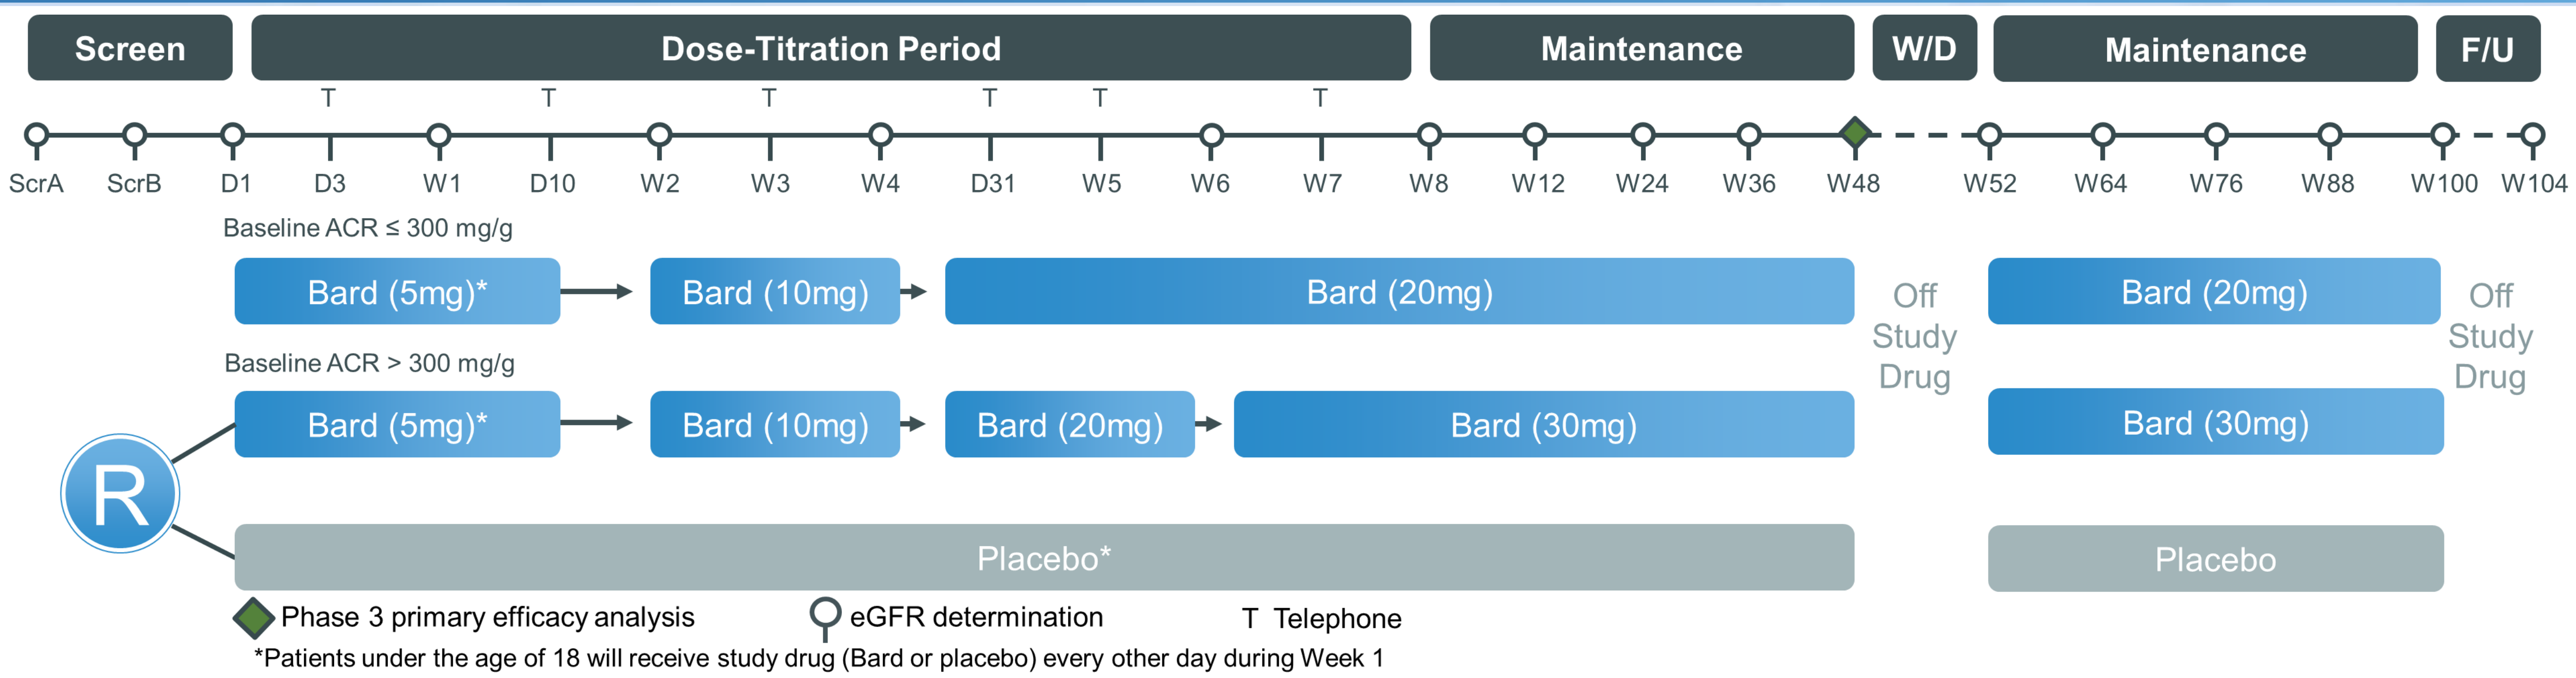 Screen Dose-Titration Period Maintenance W/D Maintenance F/U
T T T T T T
ScrA ScrB D1 D3 W1 D10 W2 W3 W4 D31 W5 W6 W7 W8 W12 W24 W36 W48 W52 W64 W76 W88 W100 W104
Baseline ACR ≤ 300 mg/g
Bard (5mg)* Bard (10mg) Bard (20mg) Bard (20mg)
Off
Study
Drug
Off
Study
Drug
Baseline ACR > 300 mg/g
Bard (5mg)* Bard (10mg) Bard (20mg) Bard (30mg) Bard (30mg)
R
Placebo* Placebo
Phase 3 primary efficacy analysis eGFR determination T Telephone
*Patients under the age of 18 will receive study drug (Bard or placebo) every other day during Week 1